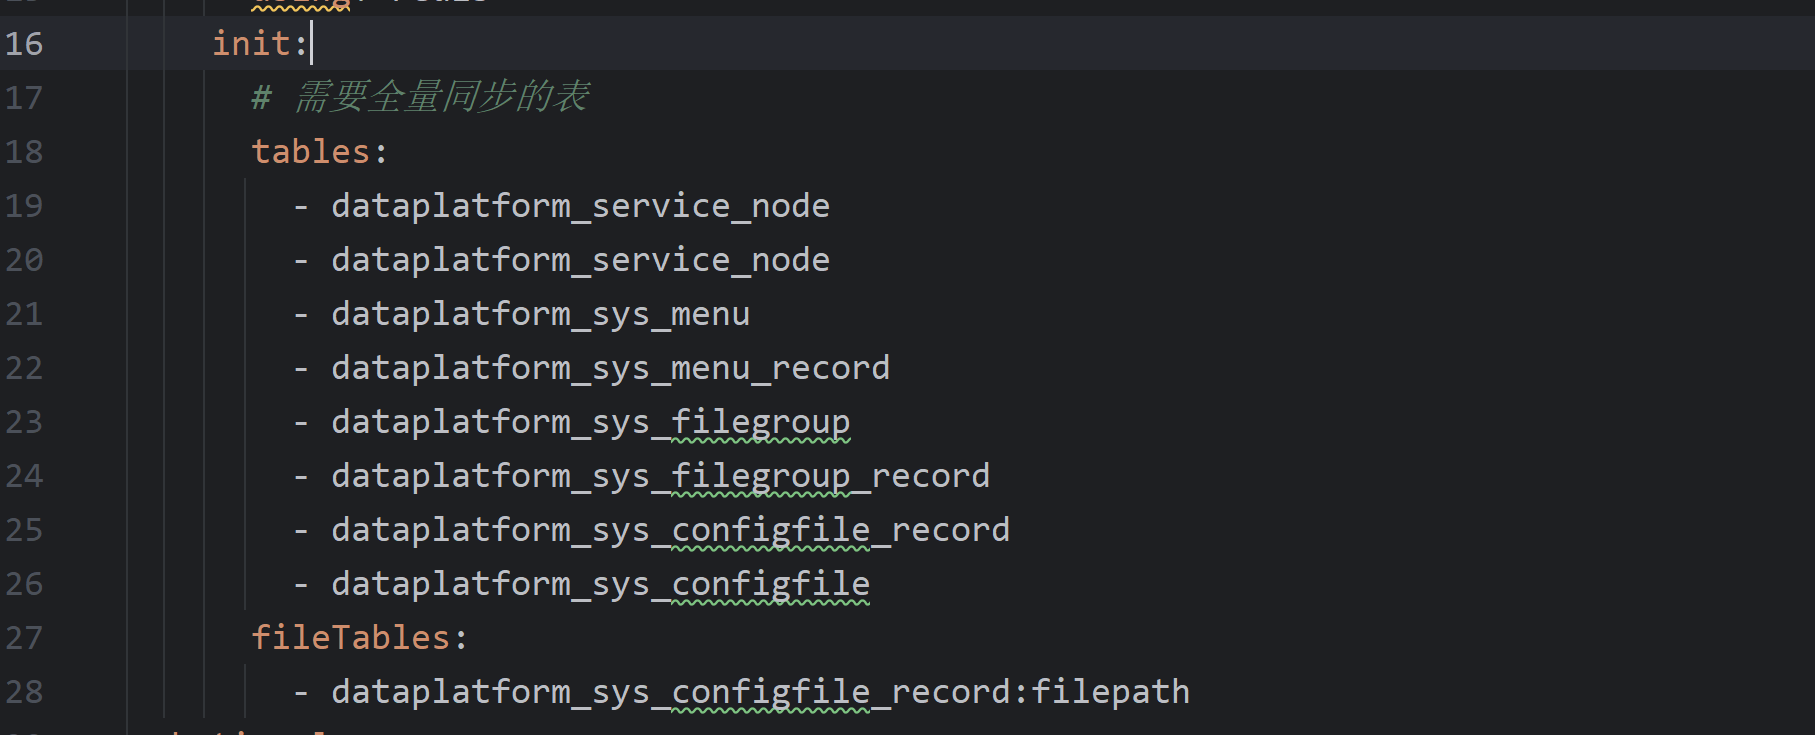 16 init:
17 # 需要全量同步的表
18 tables:
19 - dataplatform_service_node
20 - dataplatform_service_node
21 - dataplatform_sys_menu
22 - dataplatform_sys_menu_record
23 - dataplatform_sys_filegroup
24 - dataplatform_sys_filegroup_record
25 - dataplatform_sys_configfile_record
26 - dataplatform_sys_configfile
27 fileTables:
28 - dataplatform_sys_configfile_record:filepath